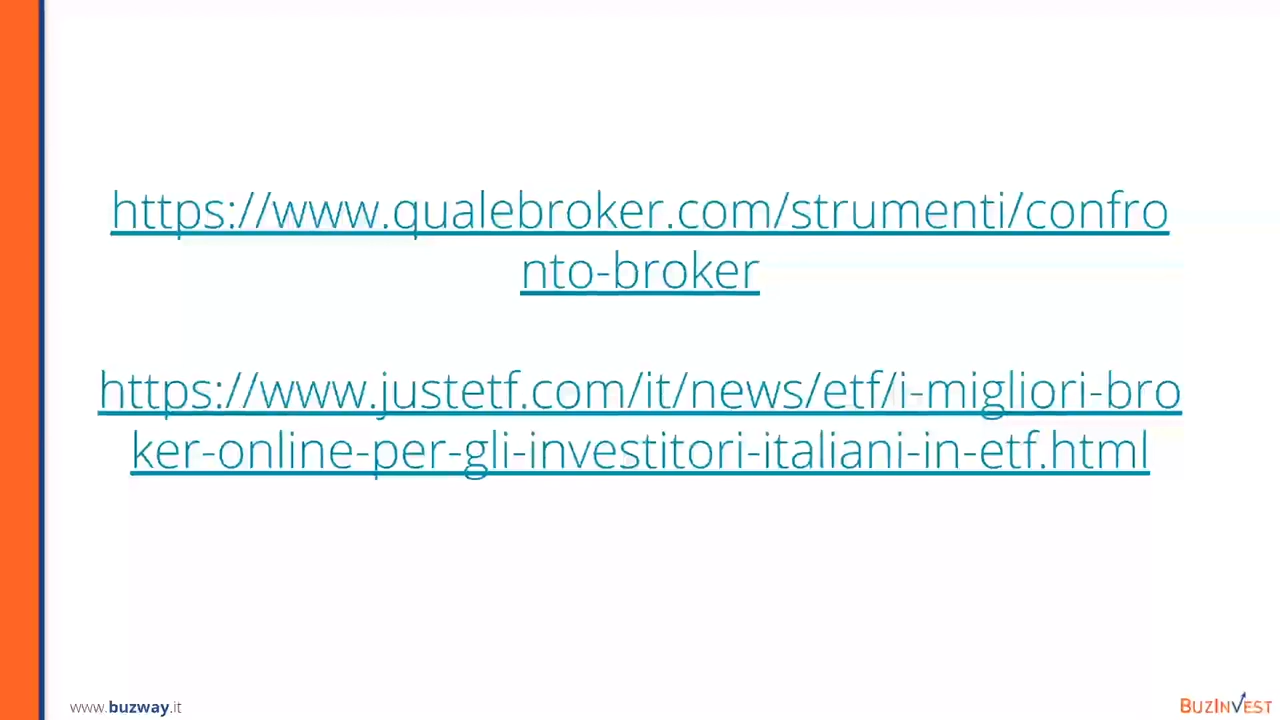 https://www.qualebroker.com/strumenti/confro
nto-broker
https://www.justetf.com/it/news/etf/i-migliori-bro
ker-online-per-gli-investitori-italiani-in-etf.html
www.buzway.it
BUZINVEST